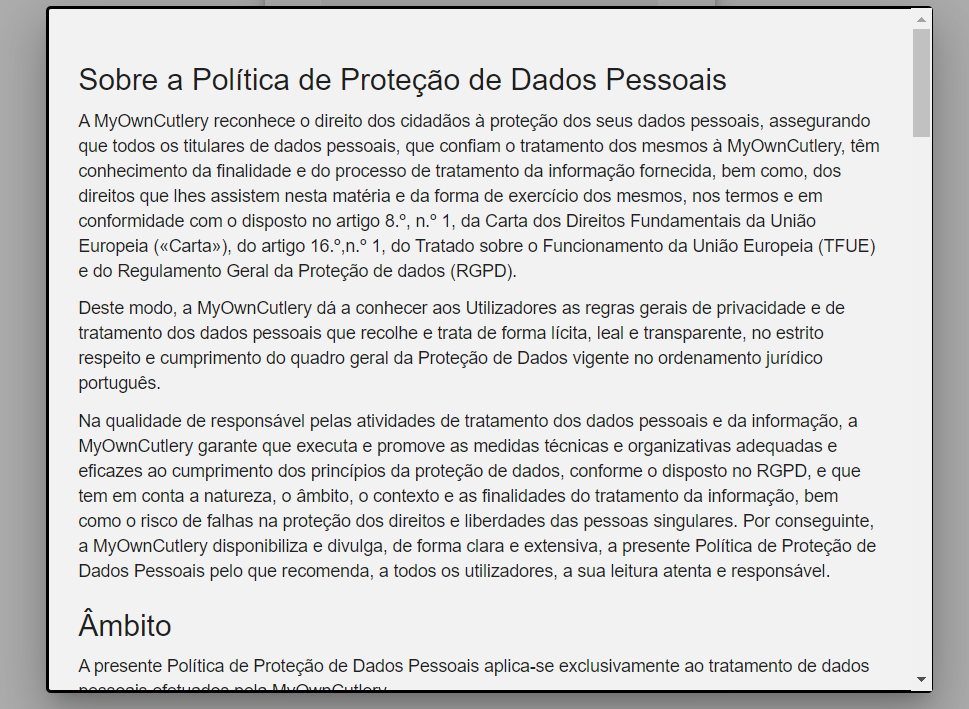 Sobre a Política de Proteção de Dados Pessoais
A MyOwnCutlery reconhece o direito dos cidadãos à proteção dos seus dados pessoais, assegurando
que todos os titulares de dados pessoais, que confiam o tratamento dos mesmos à MyOwnCutlery, têm
conhecimento da finalidade e do processo de tratamento da informação fornecida, bem como, dos
direitos que lhes assistem nesta matéria e da forma de exercício dos mesmos, nos termos e em
conformidade com o disposto no artigo 8.º, n.º 1, da Carta dos Direitos Fundamentais da União
Europeia («Carta»), do artigo 16.º,n.º 1, do Tratado sobre o Funcionamento da União Europeia (TFUE)
e do Regulamento Geral da Proteção de dados (RGPD).
Deste modo, a MyOwnCutlery dá a conhecer aos Utilizadores as regras gerais de privacidade e de
tratamento dos dados pessoais que recolhe e trata de forma lícita, leal e transparente, no estrito
respeito e cumprimento do quadro geral da Proteção de Dados vigente no ordenamento jurídico
português.
Na qualidade de responsável pelas atividades de tratamento dos dados pessoais e da informação, a
MyOwnCutlery garante que executa e promove as medidas técnicas e organizativas adequadas e
eficazes ao cumprimento dos princípios da proteção de dados, conforme o disposto no RGPD, e que
tem em conta a natureza, o âmbito, o contexto e as finalidades do tratamento da informação, bem
como o risco de falhas na proteção dos direitos e liberdades das pessoas singulares. Por conseguinte,
a MyOwnCutlery disponibiliza e divulga, de forma clara e extensiva, a presente Política de Proteção de
Dados Pessoais pelo que recomenda, a todos os utilizadores, a sua leitura atenta e responsável.
Âmbito
A presente Política de Proteção de Dados Pessoais aplica-se exclusivamente ao tratamento de dados
pessoais efetuados pela MyOwnCutlery.